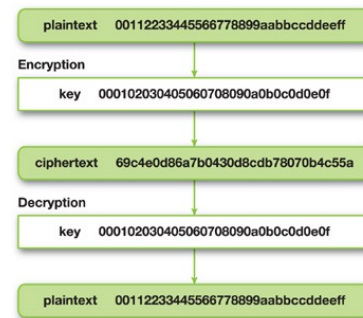 plaintext 00112233445566778899aabbccddeeff
Encryption
key 000102030405060708090a0b0c0d0e0f
ciphertext 69c4e0d86a7b0430d8cdb78070b4c55a
Decryption
key 000102030405060708090a0b0c0d0e0f
plaintext 00112233445566778899aabbccddeeff